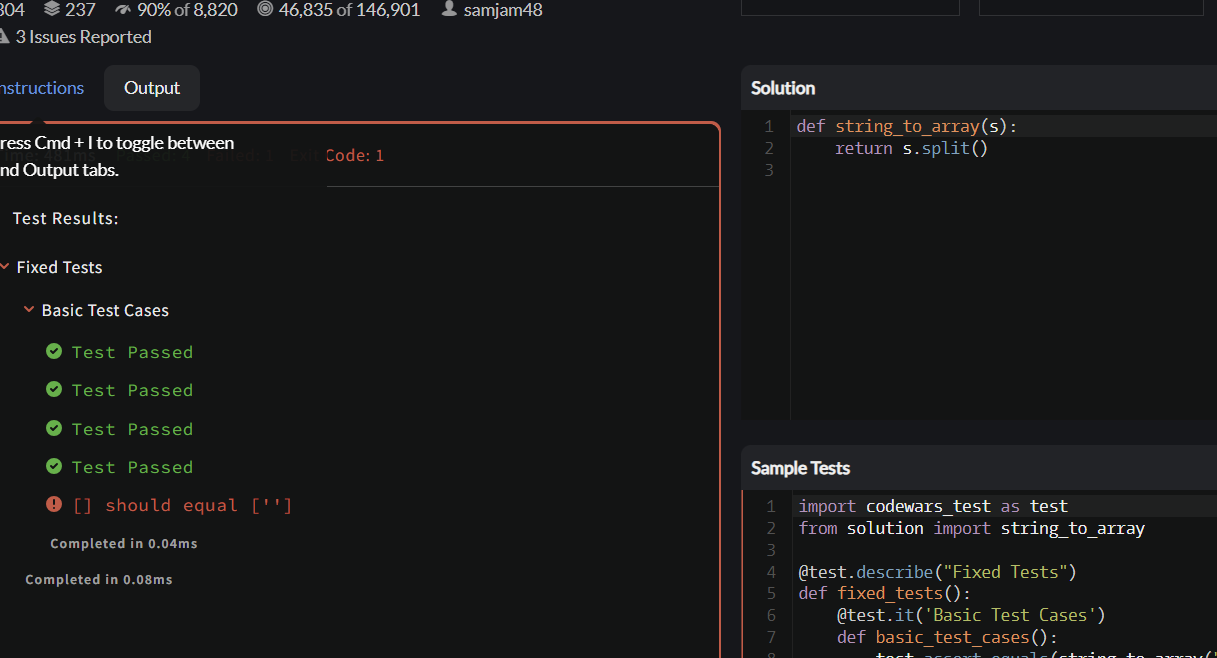 304 237 90% of 8,820 46,835 of 146,901 samjam48
3 Issues Reported
nstructions Output
ress Cmd + I to toggle between
nd Output tabs.
Code: 1
Test Results:
Fixed Tests
Basic Test Cases
Test Passed
Test Passed
Test Passed
Test Passed
[] should equal ['']
Completed in 0.04ms
Completed in 0.08ms
Solution
1 def string_to_array(s):
2 return s.split()
3
Sample Tests
1 import codewars_test as test
2 from solution import string_to_array
3
4 @test.describe("Fixed Tests")
5 def fixed_tests():
6 @test.it('Basic Test Cases')
7 def basic_test_cases():
8 test.assert_equals(string_to_array("